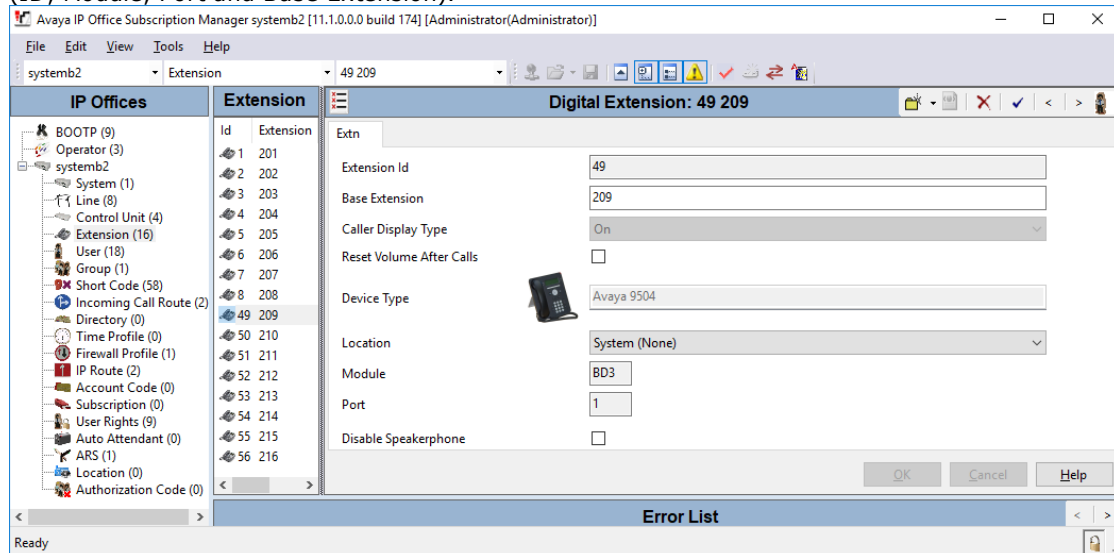 (ID, Module, Port and Base Extension).
Avaya IP Office Subscription Manager systemb2 [11.1.0.0.0 build 174] [Administrator(Administrator)]
File Edit View Tools Help
systemb2 Extension 49 209
IP Offices
BOOTP (9)
Operator (3)
systemb2
System (1)
Line (8)
Control Unit (4)
Extension (16)
User (18)
Group (1)
Short Code (58)
Incoming Call Route (2)
Directory (0)
Time Profile (0)
Firewall Profile (1)
IP Route (2)
Account Code (0)
Subscription (0)
User Rights (9)
Auto Attendant (0)
ARS (1)
Location (0)
Authorization Code (0)
Extension
Id Extension
1 201
2 202
3 203
4 204
5 205
6 206
7 207
8 208
49 209
50 210
51 211
52 212
53 213
54 214
55 215
56 216
Digital Extension: 49 209
Extn
Extension Id 49
Base Extension 209
Caller Display Type On
Reset Volume After Calls
Device Type Avaya 9504
Location System (None)
Module BD3
Port 1
Disable Speakerphone
OK Cancel Help
Error List
Ready